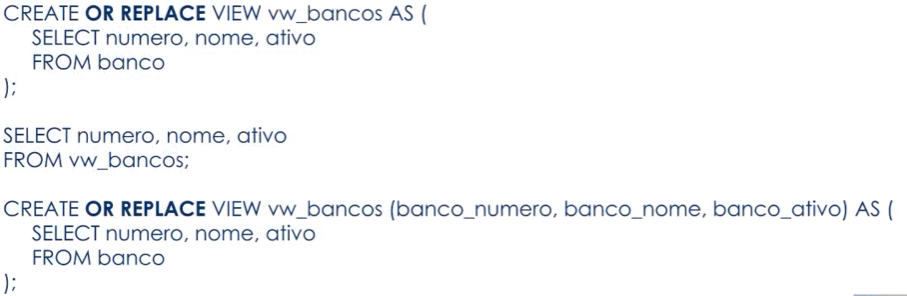 CREATE OR REPLACE VIEW vw_bancos AS (
SELECT numero, nome, ativo
FROM banco
);
SELECT numero, nome, ativo
FROM vw_bancos;
CREATE OR REPLACE VIEW vw_bancos (banco_numero, banco_nome, banco_ativo) AS (
SELECT numero, nome, ativo
FROM banco
);